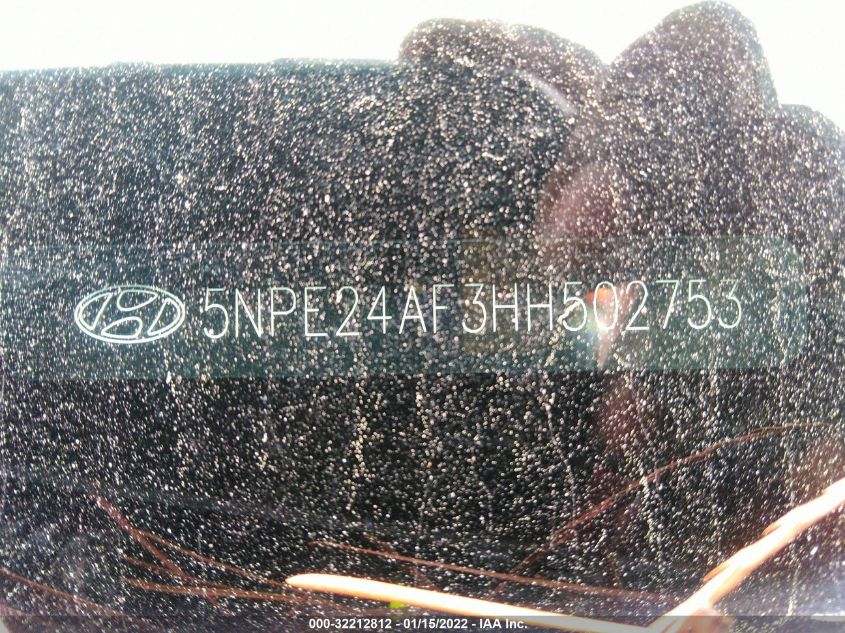 5NPE24AF3HH502753
000-32212812 - 01/15/2022 - IAA Inc.